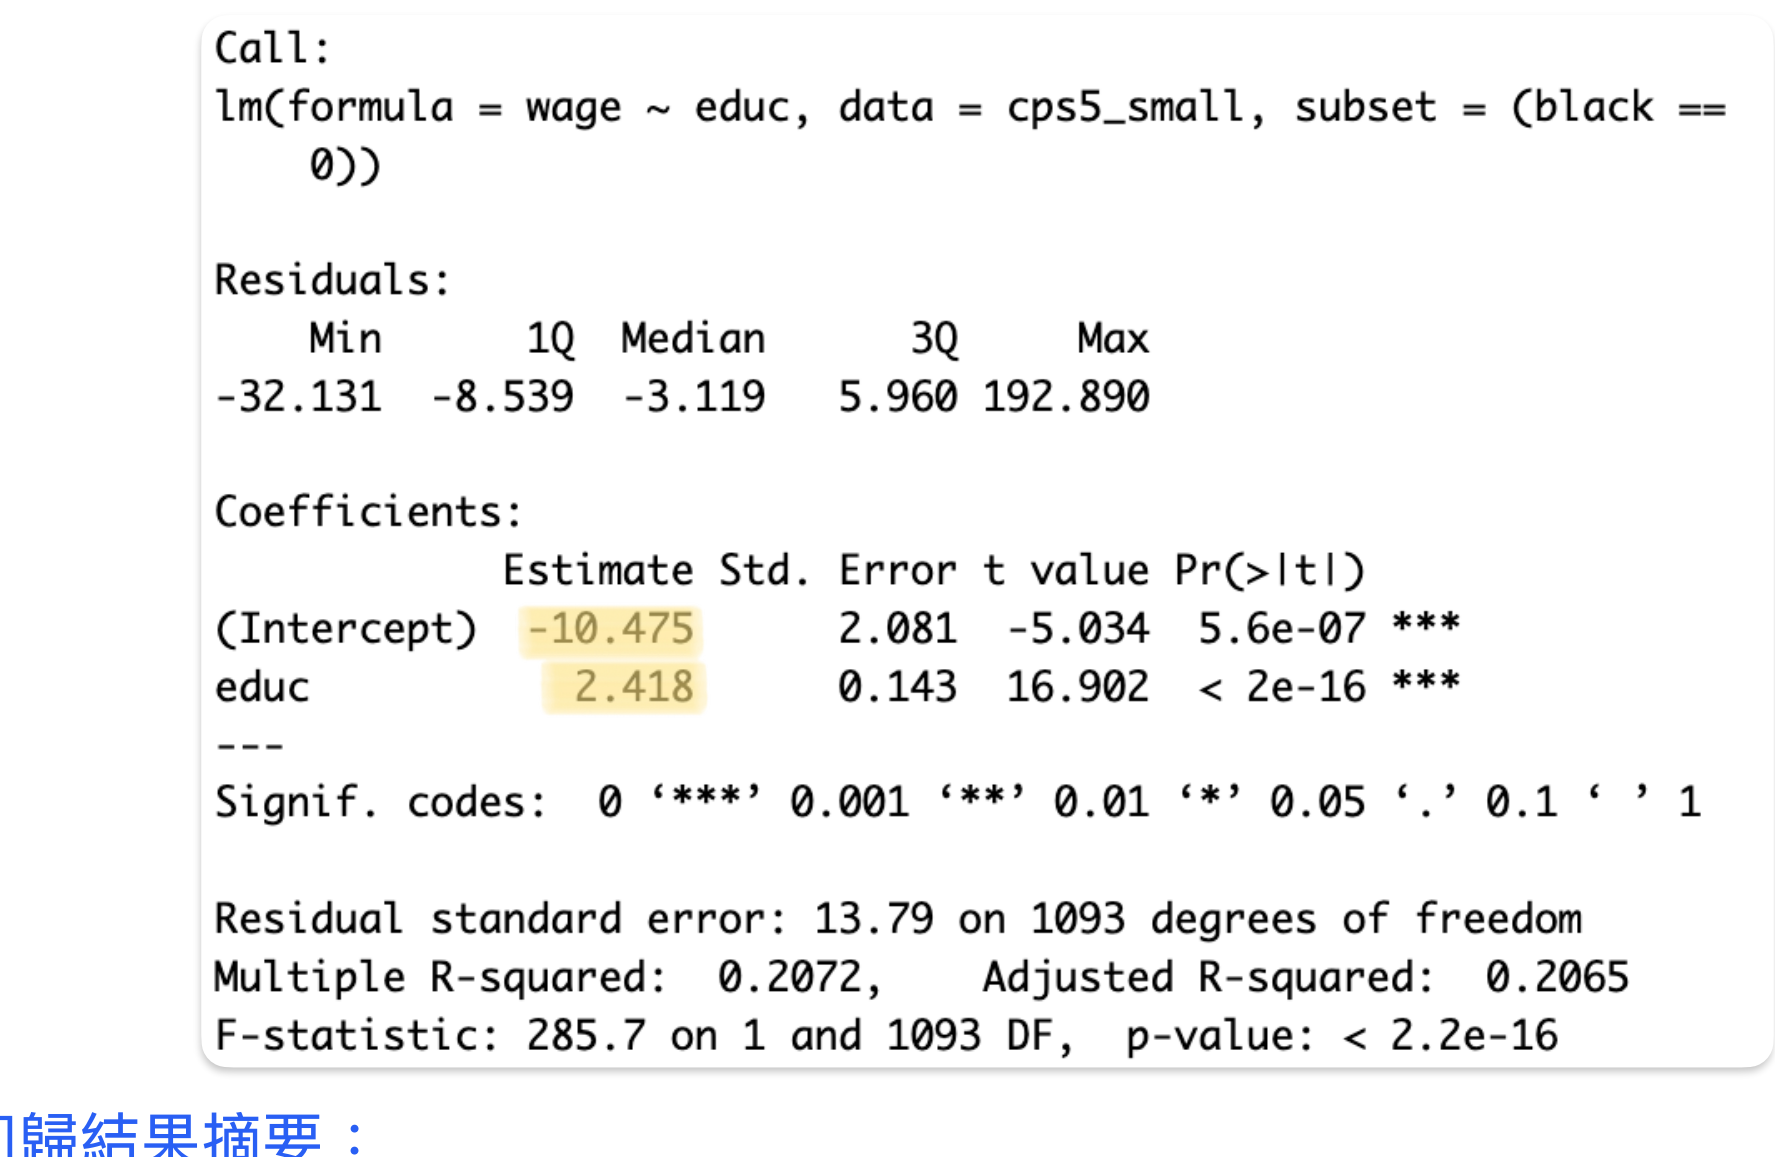 Call:
lm(formula = wage ~ educ, data = cps5_small, subset = (black ==
    0))
Residuals:
    Min      1Q  Median      3Q     Max
-32.131  -8.539  -3.119   5.960 192.890
Coefficients:
            Estimate Std. Error t value Pr(>|t|)
(Intercept)  -10.475      2.081  -5.034  5.6e-07 ***
educ           2.418      0.143  16.902  < 2e-16 ***
---
Signif. codes:  0 ‘***’ 0.001 ‘**’ 0.01 ‘*’ 0.05 ‘.’ 0.1 ‘ ’ 1
Residual standard error: 13.79 on 1093 degrees of freedom
Multiple R-squared:  0.2072,    Adjusted R-squared:  0.2065
F-statistic: 285.7 on 1 and 1093 DF,  p-value: < 2.2e-16
歸結果摘要：